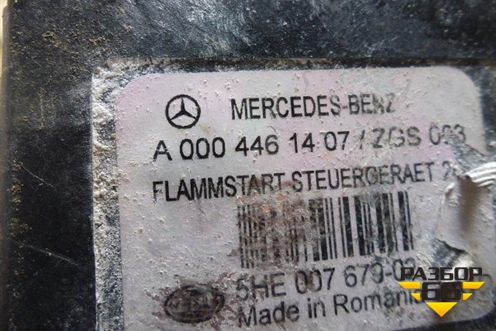 MERCEDES-BENZ
A 000 446 14 07 / ZGS 003
FLAMMSTART STEUERGERAET
5HE 007 679-02
Made in Romania
РАЗБОР